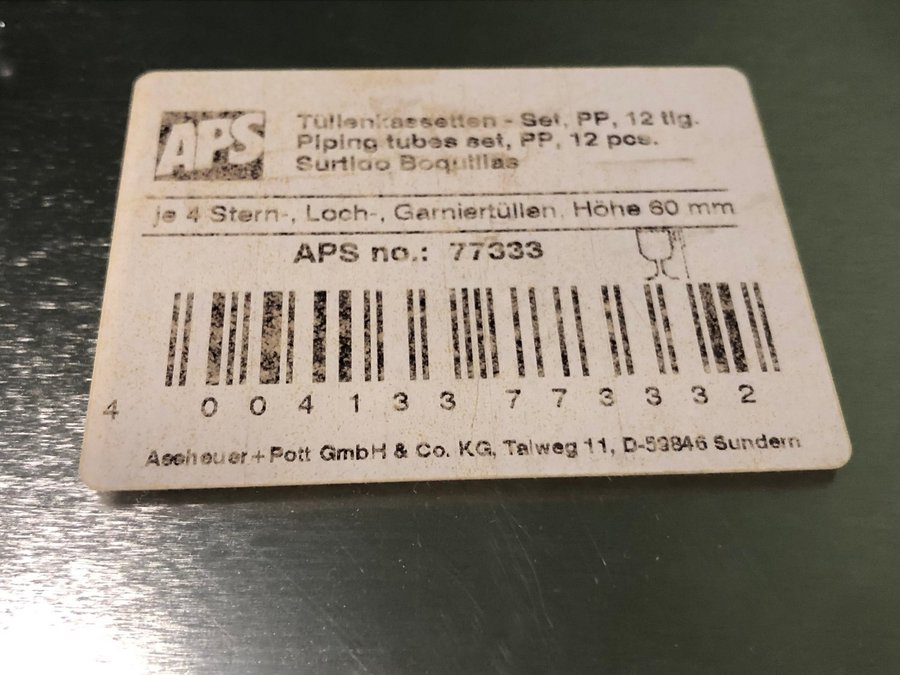 APS
Tüllenkassetten - Set, PP, 12 tlg.
Piping tubes set, PP, 12 pcs.
Surtido Boquillas
je 4 Stern-, Loch-, Garniertüllen, Höhe 60 mm
APS no.: 77333
4 004133 773332
Assheuer+Pott GmbH & Co. KG, Talweg 11, D-59846 Sundern